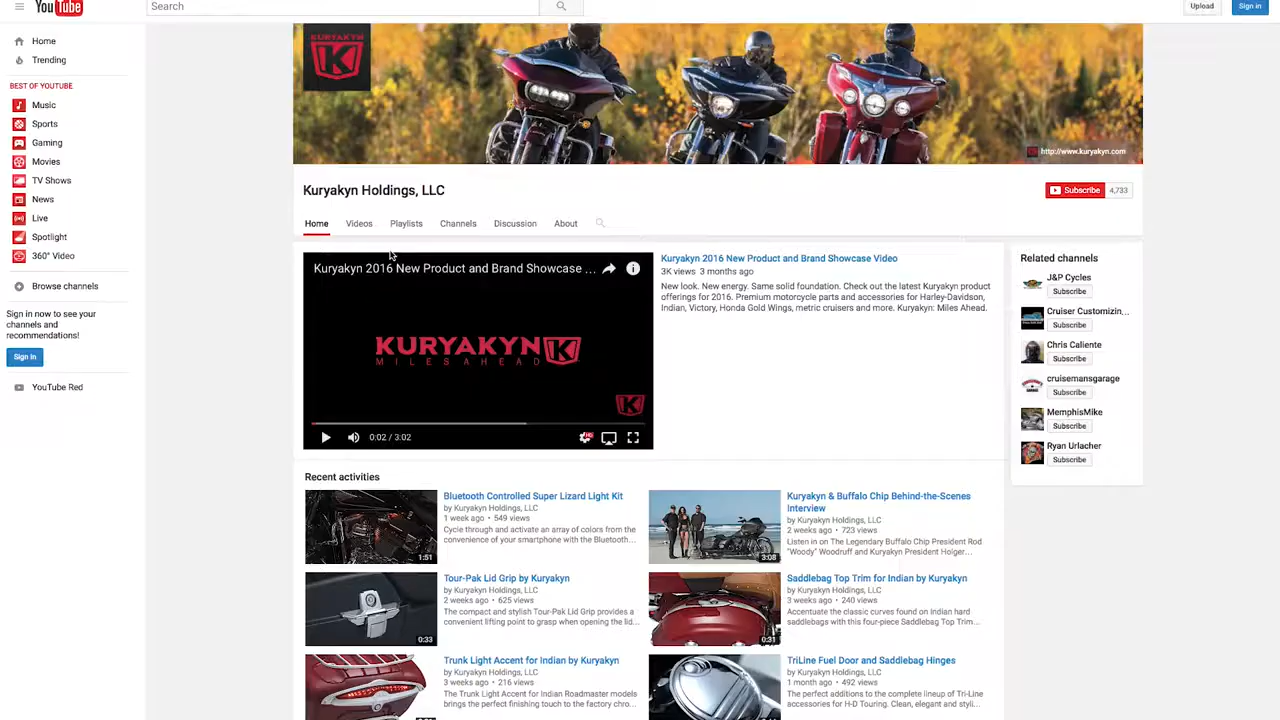 YouTube
Search
Upload
Sign in
Home
Trending
BEST OF YOUTUBE
Music
Sports
Gaming
Movies
TV Shows
News
Live
Spotlight
360° Video
Browse channels
Sign in now to see your
channels and
recommendations!
Sign in
YouTube Red
KURYAKYN
K
http://www.kuryakyn.com
Kuryakyn Holdings, LLC
Subscribe 4,733
Home Videos Playlists Channels Discussion About
Kuryakyn 2016 New Product and Brand Showcase ...
KURYAKYN K
MILES AHEAD
K
0:02 / 3:02
HD
Kuryakyn 2016 New Product and Brand Showcase Video
3K views 3 months ago
New look. New energy. Same solid foundation. Check out the latest Kuryakyn product
offerings for 2016. Premium motorcycle parts and accessories for Harley-Davidson,
Indian, Victory, Honda Gold Wings, metric cruisers and more. Kuryakyn: Miles Ahead.
Related channels
J&P Cycles
Subscribe
Cruiser Customizin...
Subscribe
Chris Caliente
Subscribe
cruisemansgarage
Subscribe
MemphisMike
Subscribe
Ryan Urlacher
Subscribe
Recent activities
1:51
Bluetooth Controlled Super Lizard Light Kit
by Kuryakyn Holdings, LLC
1 week ago • 549 views
Cycle through and activate an array of colors from the
convenience of your smartphone with the Bluetooth...
3:08
Kuryakyn & Buffalo Chip Behind-the-Scenes
Interview
by Kuryakyn Holdings, LLC
2 weeks ago • 723 views
Listen in on The Legendary Buffalo Chip President Rod
"Woody" Woodruff and Kuryakyn President Holger...
0:33
Tour-Pak Lid Grip by Kuryakyn
by Kuryakyn Holdings, LLC
2 weeks ago • 625 views
The compact and stylish Tour-Pak Lid Grip provides a
convenient lifting point to grasp when opening the lid...
0:31
Saddlebag Top Trim for Indian by Kuryakyn
by Kuryakyn Holdings, LLC
3 weeks ago • 240 views
Accentuate the classic curves found on Indian hard
saddlebags with this four-piece Saddlebag Top Trim...
Trunk Light Accent for Indian by Kuryakyn
by Kuryakyn Holdings, LLC
3 weeks ago • 216 views
The Trunk Light Accent for Indian Roadmaster models
brings the perfect finishing touch to the factory chro...
TriLine Fuel Door and Saddlebag Hinges
by Kuryakyn Holdings, LLC
1 month ago • 492 views
The perfect additions to the complete lineup of Tri-Line
accessories for H-D Touring. Clean, elegant and styli...